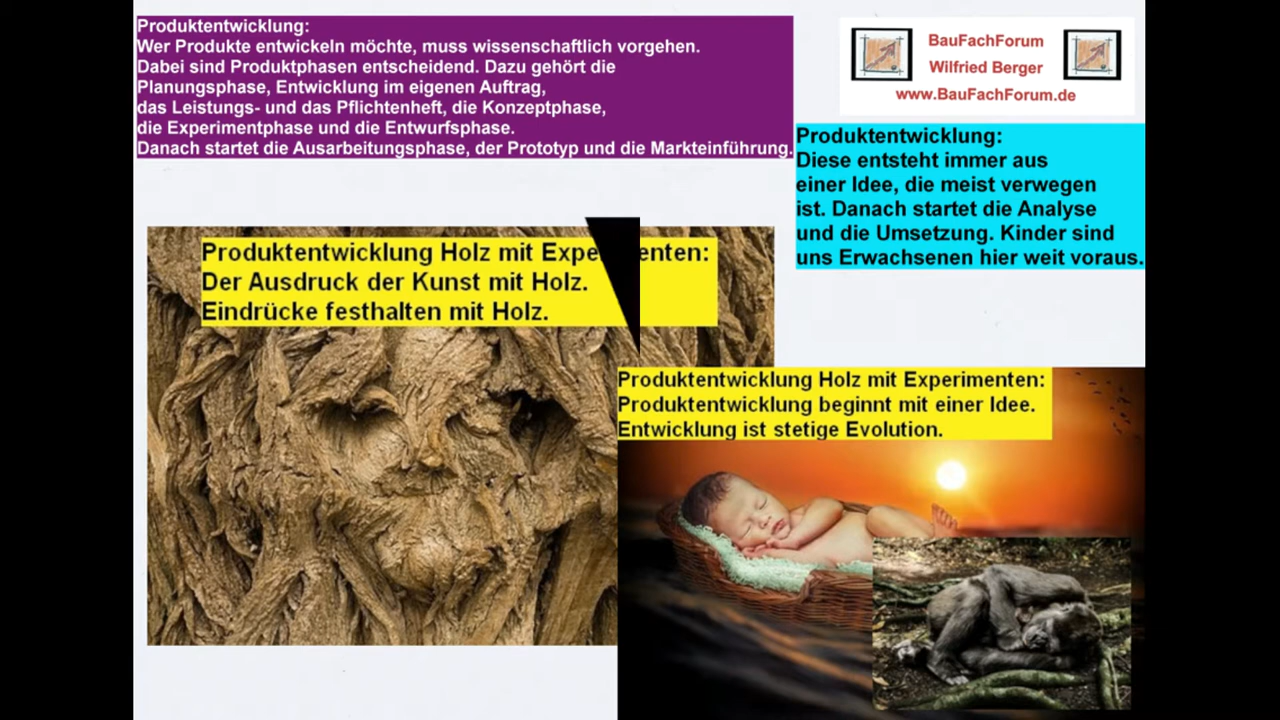 Produktentwicklung:
Wer Produkte entwickeln möchte, muss wissenschaftlich vorgehen.
Dabei sind Produktphasen entscheidend. Dazu gehört die
Planungsphase, Entwicklung im eigenen Auftrag,
das Leistungs- und das Pflichtenheft, die Konzeptphase,
die Experimentphase und die Entwurfsphase.
Danach startet die Ausarbeitungsphase, der Prototyp und die Markteinführung.
BauFachForum
Wilfried Berger
www.BauFachForum.de
Produktentwicklung:
Diese entsteht immer aus
einer Idee, die meist verwegen
ist. Danach startet die Analyse
und die Umsetzung. Kinder sind
uns Erwachsenen hier weit voraus.
Produktentwicklung Holz mit
Der Ausdruck der Kunst mit Holz.
Eindrücke festhalten mit Holz.
Produktentwicklung Holz mit Experimenten:
Produktentwicklung beginnt mit einer Idee.
Entwicklung ist stetige Evolution.